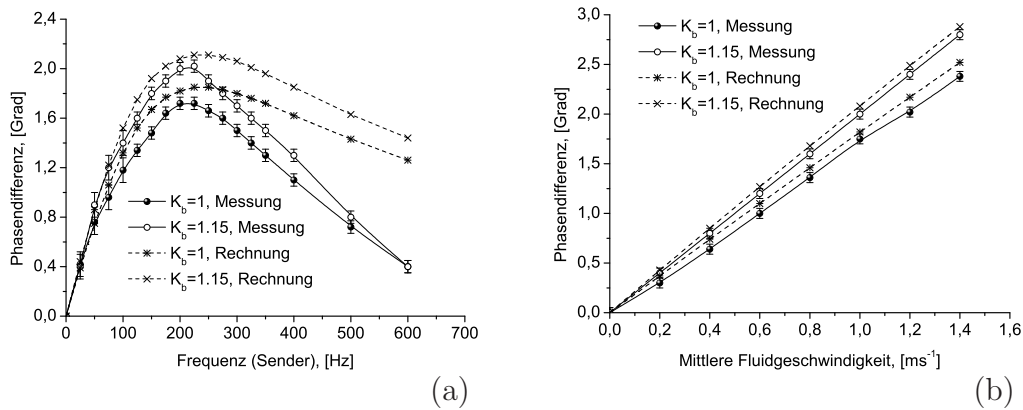 2,4
2,0
1,6
1,2
0,8
0,4
0,0
0 100 200 300 400 500 600 700
Phasendifferenz, [Grad]
Frequenz (Sender), [Hz]
K_b=1, Messung
K_b=1.15, Messung
K_b=1, Rechnung
K_b=1.15, Rechnung
(a)
3,0
2,5
2,0
1,5
1,0
0,5
0,0
0,0 0,2 0,4 0,6 0,8 1,0 1,2 1,4 1,6
Phasendifferenz, [Grad]
Mittlere Fluidgeschwindigkeit, [ms⁻¹]
K_b=1, Messung
K_b=1.15, Messung
K_b=1, Rechnung
K_b=1.15, Rechnung
(b)